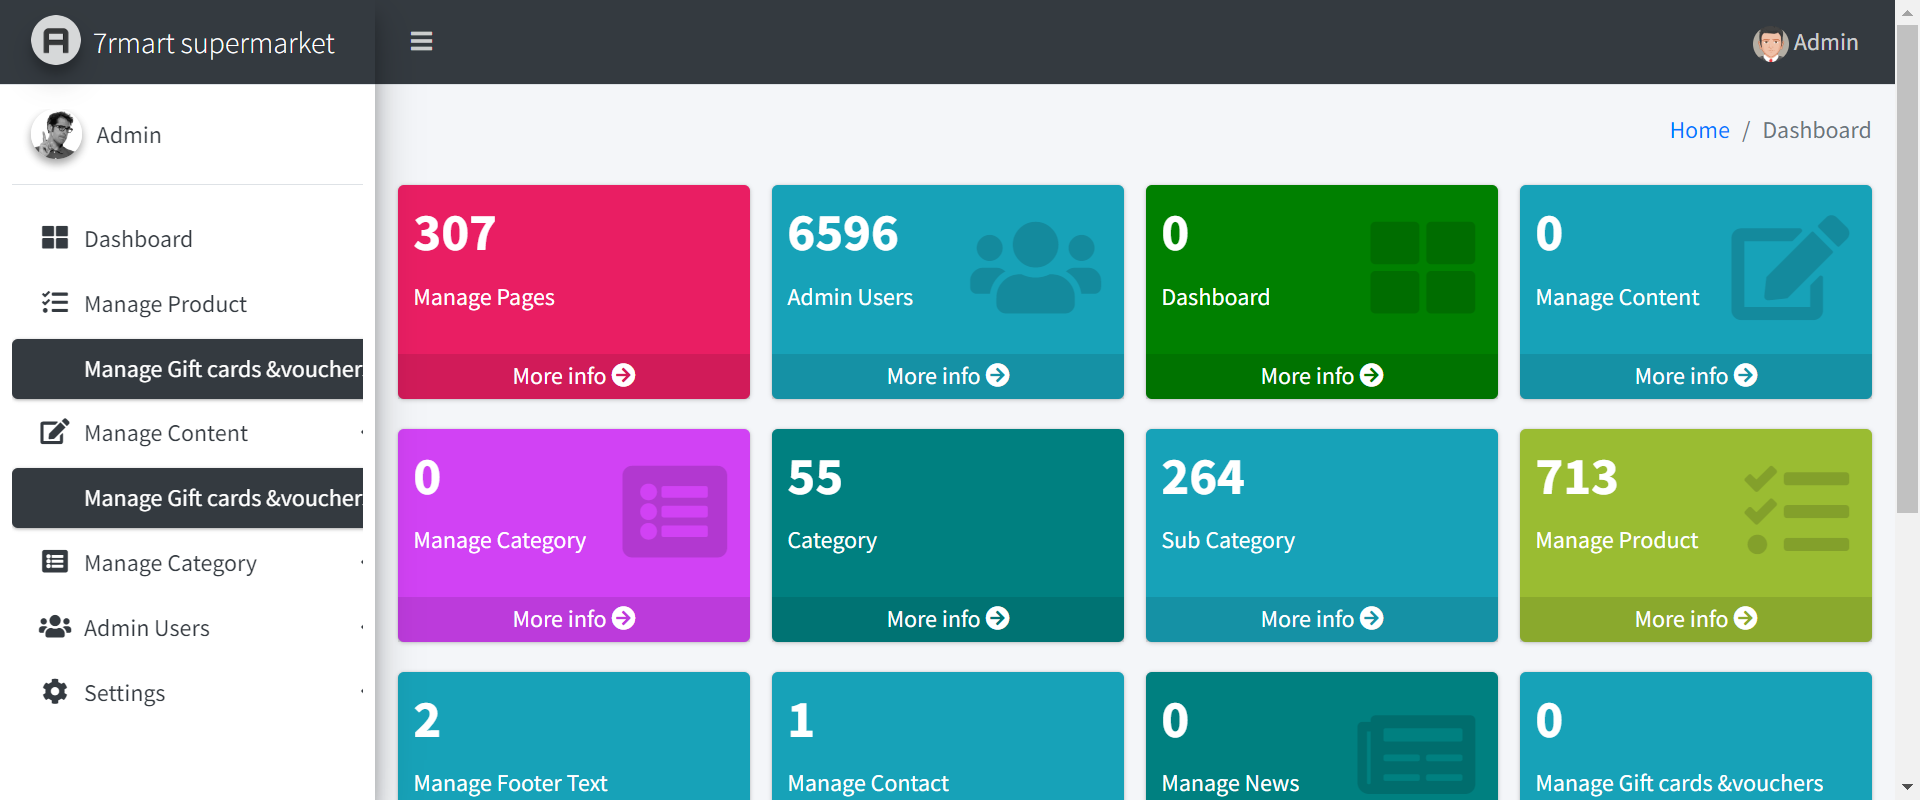 7rmart supermarket
Admin
Admin
Home / Dashboard
Dashboard
Manage Product
Manage Gift cards &voucher
Manage Content
Manage Gift cards &voucher
Manage Category
Admin Users
Settings
307
Manage Pages
More info
6596
Admin Users
More info
0
Dashboard
More info
0
Manage Content
More info
0
Manage Category
More info
55
Category
More info
264
Sub Category
More info
713
Manage Product
More info
2
Manage Footer Text
1
Manage Contact
0
Manage News
0
Manage Gift cards &vouchers